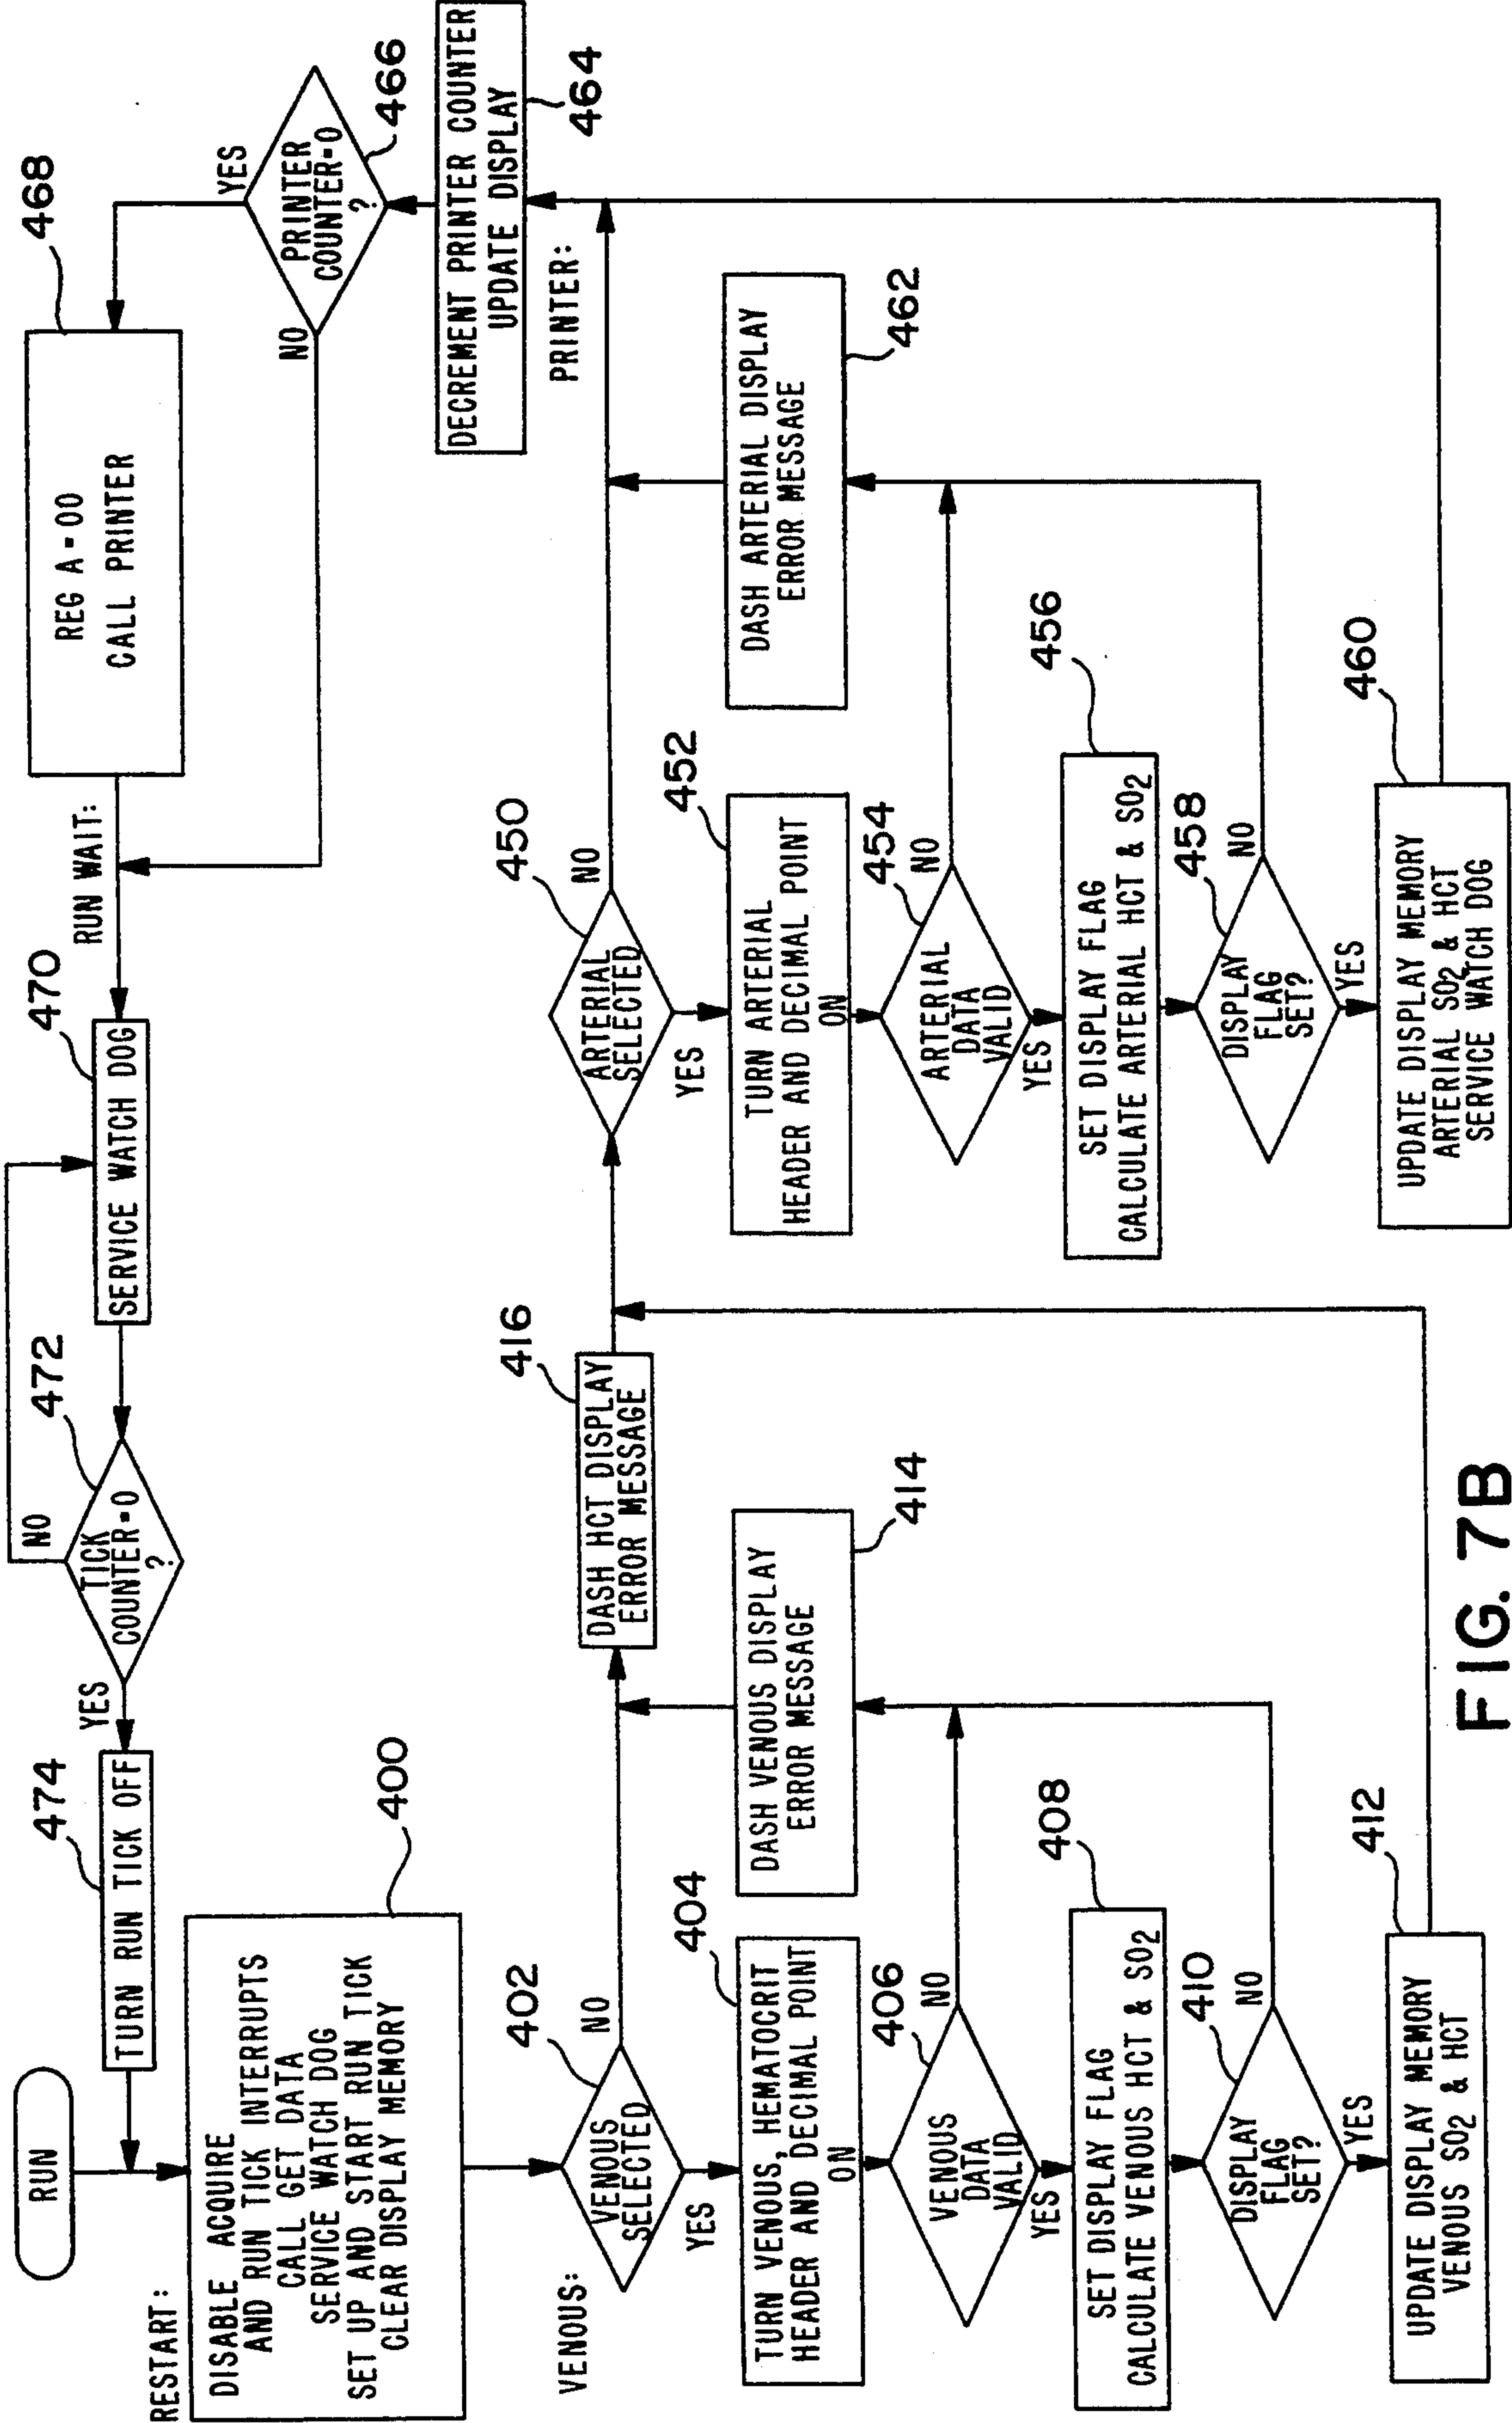 RUN
RESTART:
474
TURN RUN TICK OFF
YES
472
TICK
COUNTER=0
?
NO
470
SERVICE WATCH DOG
RUN WAIT:
468
REG A=00
CALL PRINTER
YES
PRINTER
COUNTER=0
?
NO
466
DECREMENT PRINTER COUNTER
UPDATE DISPLAY
464
PRINTER:
400
DISABLE ACQUIRE
AND RUN TICK INTERRUPTS
CALL GET DATA
SERVICE WATCH DOG
SET UP AND START RUN TICK
CLEAR DISPLAY MEMORY
VENOUS:
402
VENOUS
SELECTED
NO
YES
404
TURN VENOUS, HEMATOCRIT
HEADER AND DECIMAL POINT
ON
406
VENOUS
DATA
VALID
NO
YES
408
SET DISPLAY FLAG
CALCULATE VENOUS HCT & SO2
410
DISPLAY
FLAG
SET?
NO
YES
412
UPDATE DISPLAY MEMORY
VENOUS SO2 & HCT
DASH VENOUS DISPLAY
ERROR MESSAGE
414
416
DASH HCT DISPLAY
ERROR MESSAGE
450
ARTERIAL
SELECTED
NO
YES
452
TURN ARTERIAL
HEADER AND DECIMAL POINT
ON
454
ARTERIAL
DATA
VALID
NO
YES
456
SET DISPLAY FLAG
CALCULATE ARTERIAL HCT & SO2
458
DISPLAY
FLAG
SET?
NO
YES
460
UPDATE DISPLAY MEMORY
ARTERIAL SO2 & HCT
SERVICE WATCH DOG
DASH ARTERIAL DISPLAY
ERROR MESSAGE
462
FIG. 7B